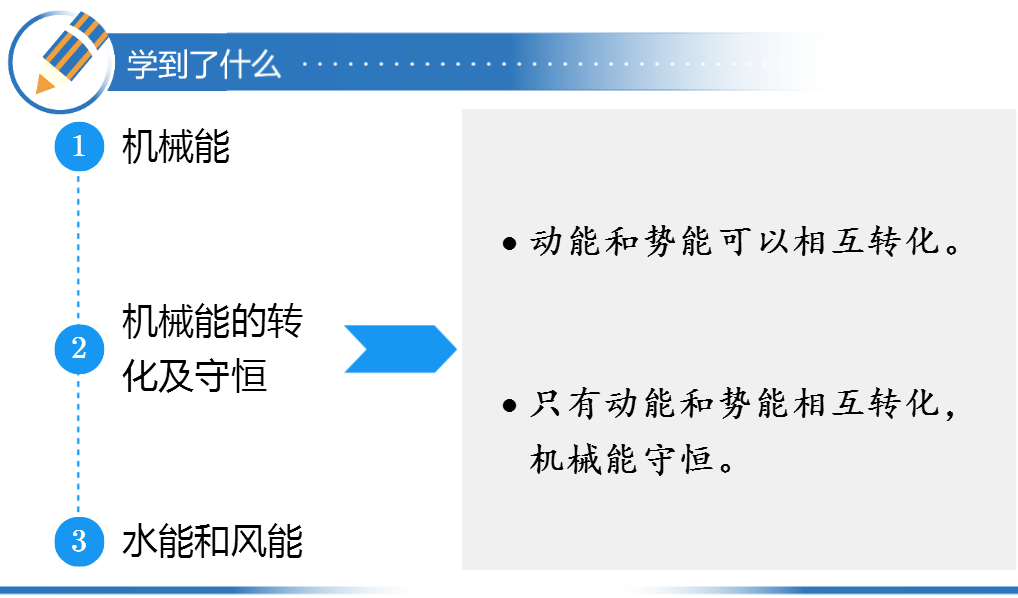 学到了什么
1 机械能
2 机械能的转
化及守恒
3 水能和风能
• 动能和势能可以相互转化。
• 只有动能和势能相互转化，
机械能守恒。